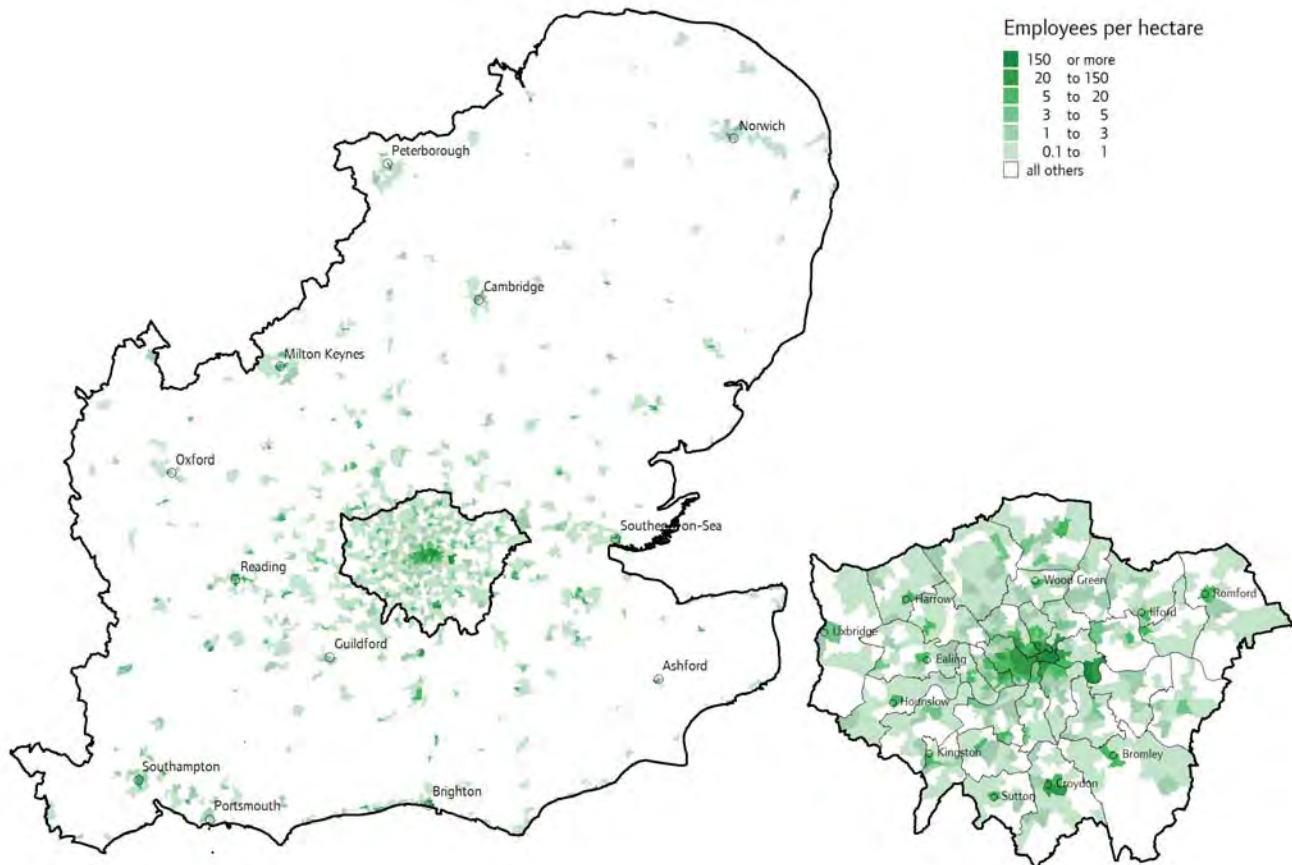 Employees per hectare
150 or more
20 to 150
5 to 20
3 to 5
1 to 3
0.1 to 1
all others
Norwich
Peterborough
Cambridge
Milton Keynes
Oxford
Southend-on-Sea
Reading
Guildford
Ashford
Southampton
Portsmouth
Brighton
Wood Green
Harrow
Romford
Ilford
Uxbridge
Ealing
Hounslow
Kingston
Bromley
Croydon
Sutton